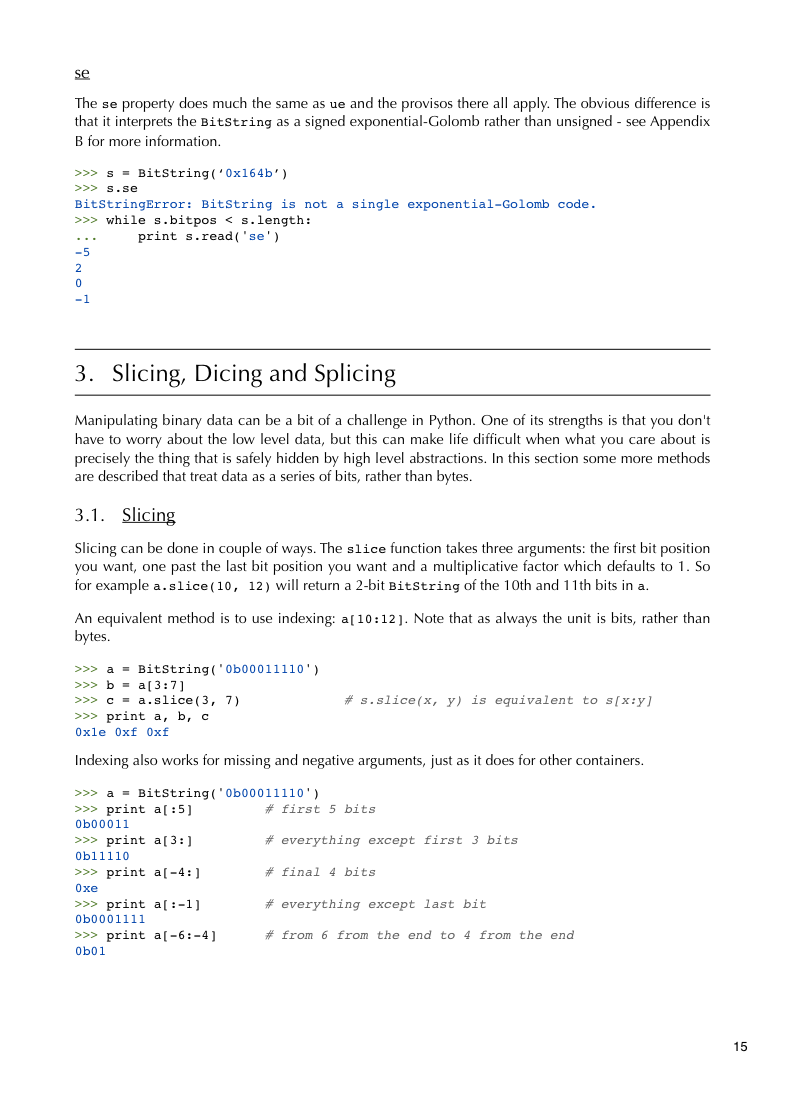 se
The se property does much the same as ue and the provisos there all apply. The obvious difference is
that it interprets the BitString as a signed exponential-Golomb rather than unsigned - see Appendix
B for more information.
>>> s = BitString(‘0x164b’)
>>> s.se
BitStringError: BitString is not a single exponential-Golomb code.
>>> while s.bitpos < s.length:
...     print s.read('se')
-5
2
0
-1
3. Slicing, Dicing and Splicing
Manipulating binary data can be a bit of a challenge in Python. One of its strengths is that you don't
have to worry about the low level data, but this can make life difficult when what you care about is
precisely the thing that is safely hidden by high level abstractions. In this section some more methods
are described that treat data as a series of bits, rather than bytes.
3.1. Slicing
Slicing can be done in couple of ways. The slice function takes three arguments: the first bit position
you want, one past the last bit position you want and a multiplicative factor which defaults to 1. So
for example a.slice(10, 12) will return a 2-bit BitString of the 10th and 11th bits in a.
An equivalent method is to use indexing: a[10:12]. Note that as always the unit is bits, rather than
bytes.
>>> a = BitString('0b00011110')
>>> b = a[3:7]
>>> c = a.slice(3, 7)             # s.slice(x, y) is equivalent to s[x:y]
>>> print a, b, c
0x1e 0xf 0xf
Indexing also works for missing and negative arguments, just as it does for other containers.
>>> a = BitString('0b00011110')
>>> print a[:5]         # first 5 bits
0b00011
>>> print a[3:]         # everything except first 3 bits
0b11110
>>> print a[-4:]        # final 4 bits
0xe
>>> print a[:-1]        # everything except last bit
0b0001111
>>> print a[-6:-4]      # from 6 from the end to 4 from the end
0b01
15